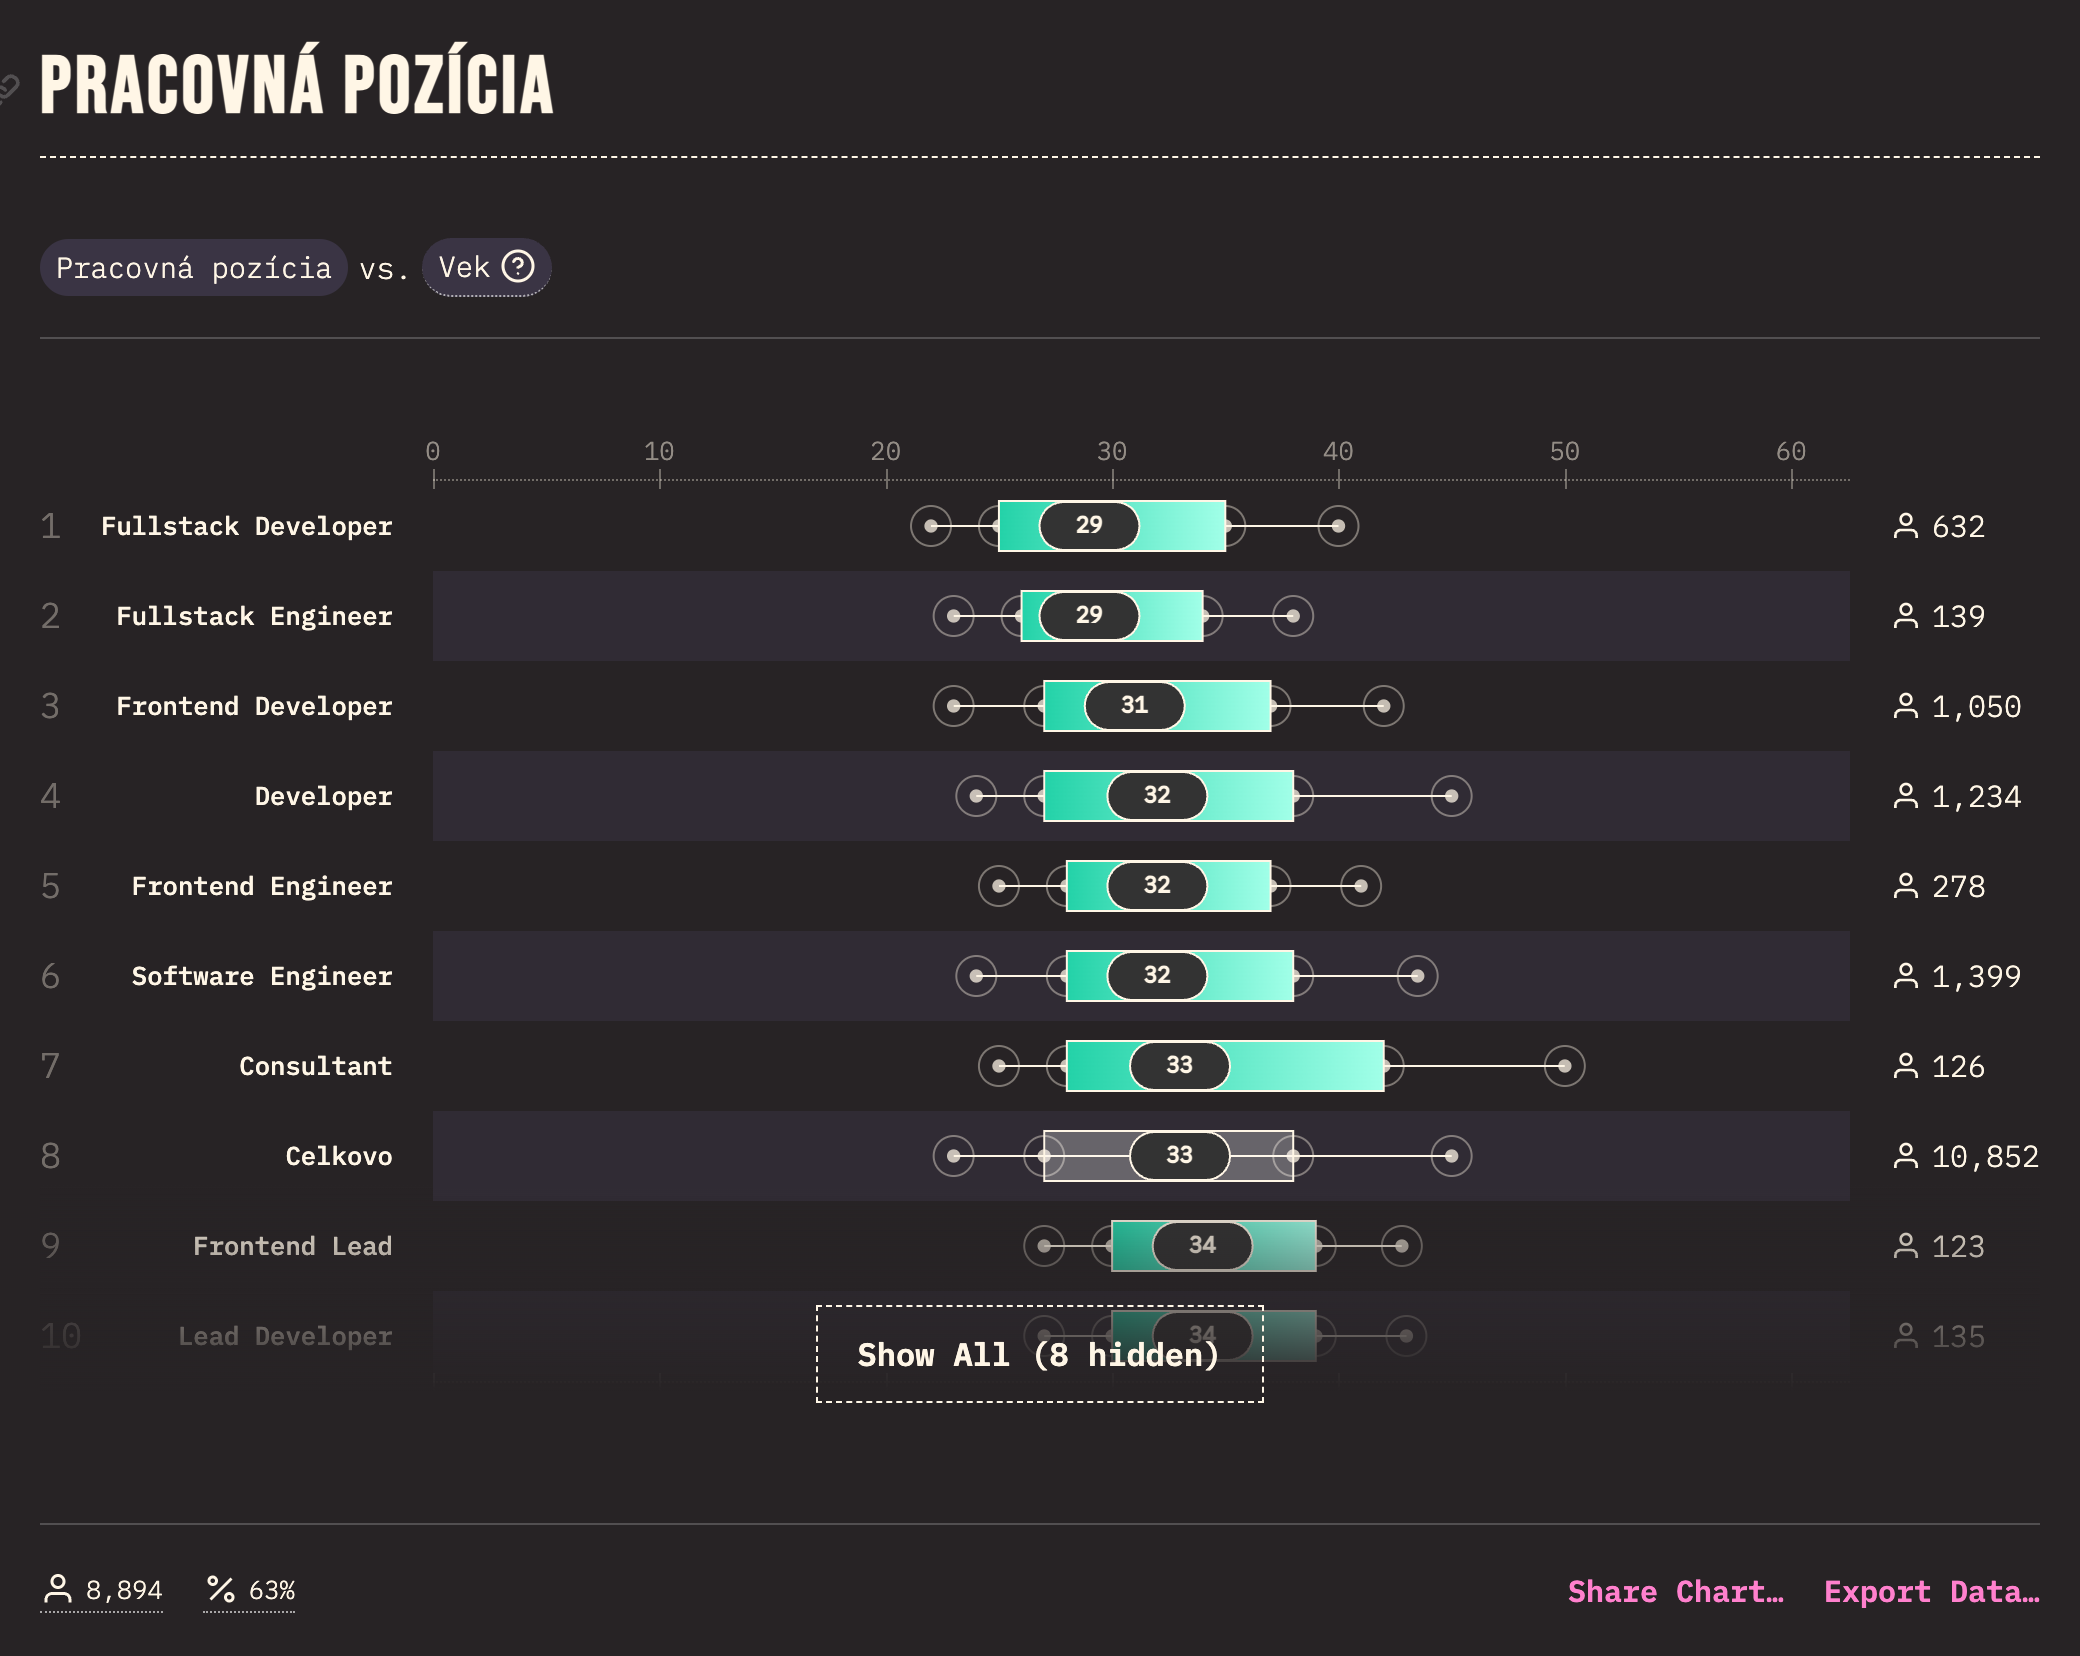 PRACOVNÁ POZÍCIA
Pracovná pozícia vs. Vek ?
0 10 20 30 40 50 60
1 Fullstack Developer 29 632
2 Fullstack Engineer 29 139
3 Frontend Developer 31 1,050
4 Developer 32 1,234
5 Frontend Engineer 32 278
6 Software Engineer 32 1,399
7 Consultant 33 126
8 Celkovo 33 10,852
9 Frontend Lead 34 123
10 Lead Developer 34 135
Show All (8 hidden)
8,894 % 63% Share Chart… Export Data…